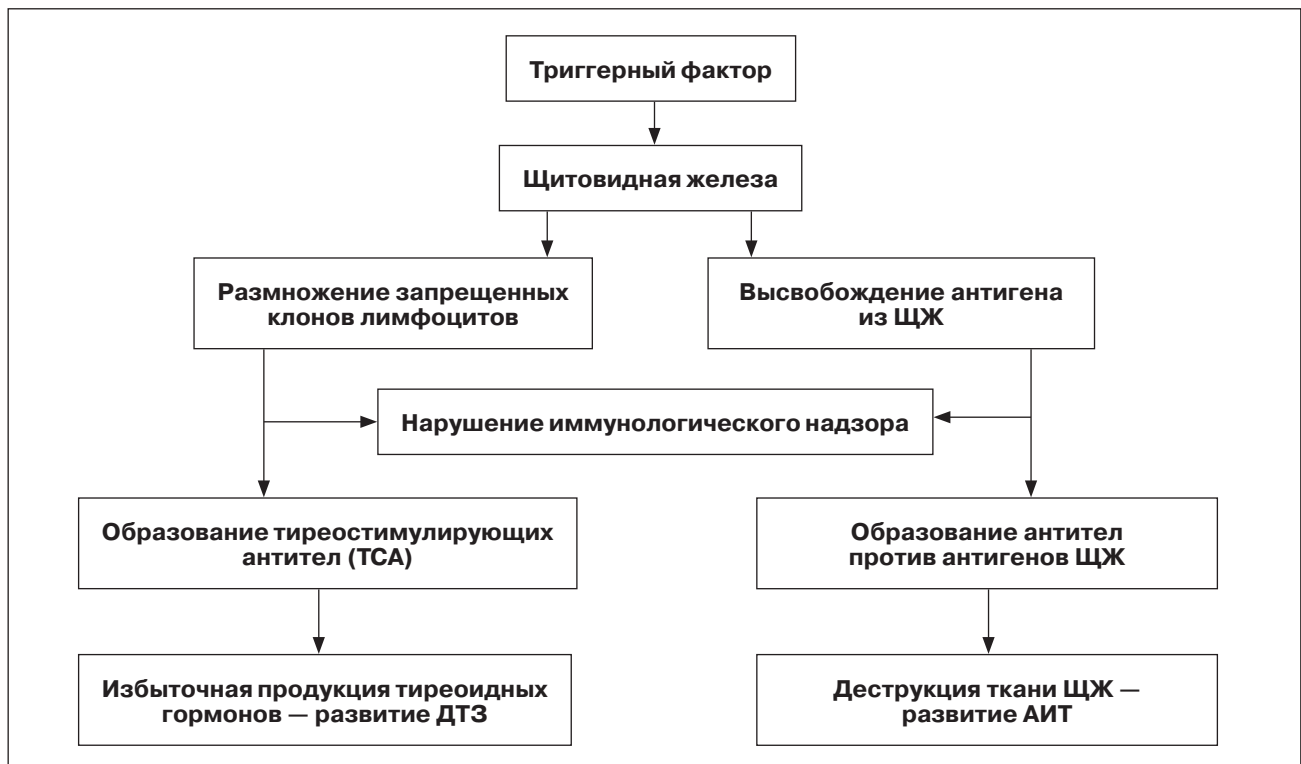 Триггерный фактор
Щитовидная железа
Размножение запрещенных
клонов лимфоцитов
Высвобождение антигена
из ЩЖ
Нарушение иммунологического надзора
Образование тиреостимулирующих
антител (ТСА)
Образование антител
против антигенов ЩЖ
Избыточная продукция тиреоидных
гормонов — развитие ДТЗ
Деструкция ткани ЩЖ —
развитие АИТ